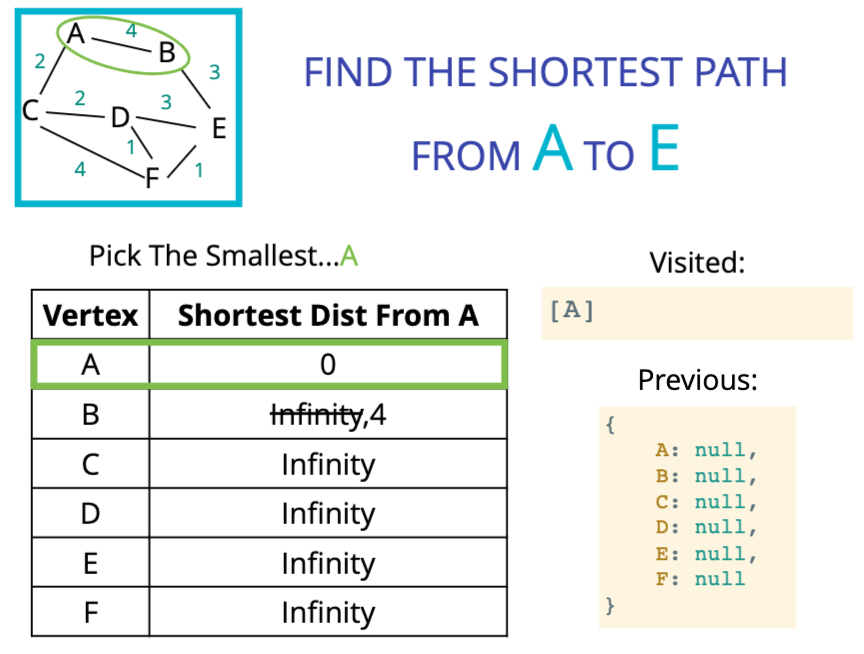 A 4 B
2 3
C 2 D 3 E
1
4 F 1
FIND THE SHORTEST PATH
FROM A TO E
Pick The Smallest...A
Vertex Shortest Dist From A
A 0
B Infinity,4
C Infinity
D Infinity
E Infinity
F Infinity
Visited:
[A]
Previous:
{
A: null,
B: null,
C: null,
D: null,
E: null,
F: null
}